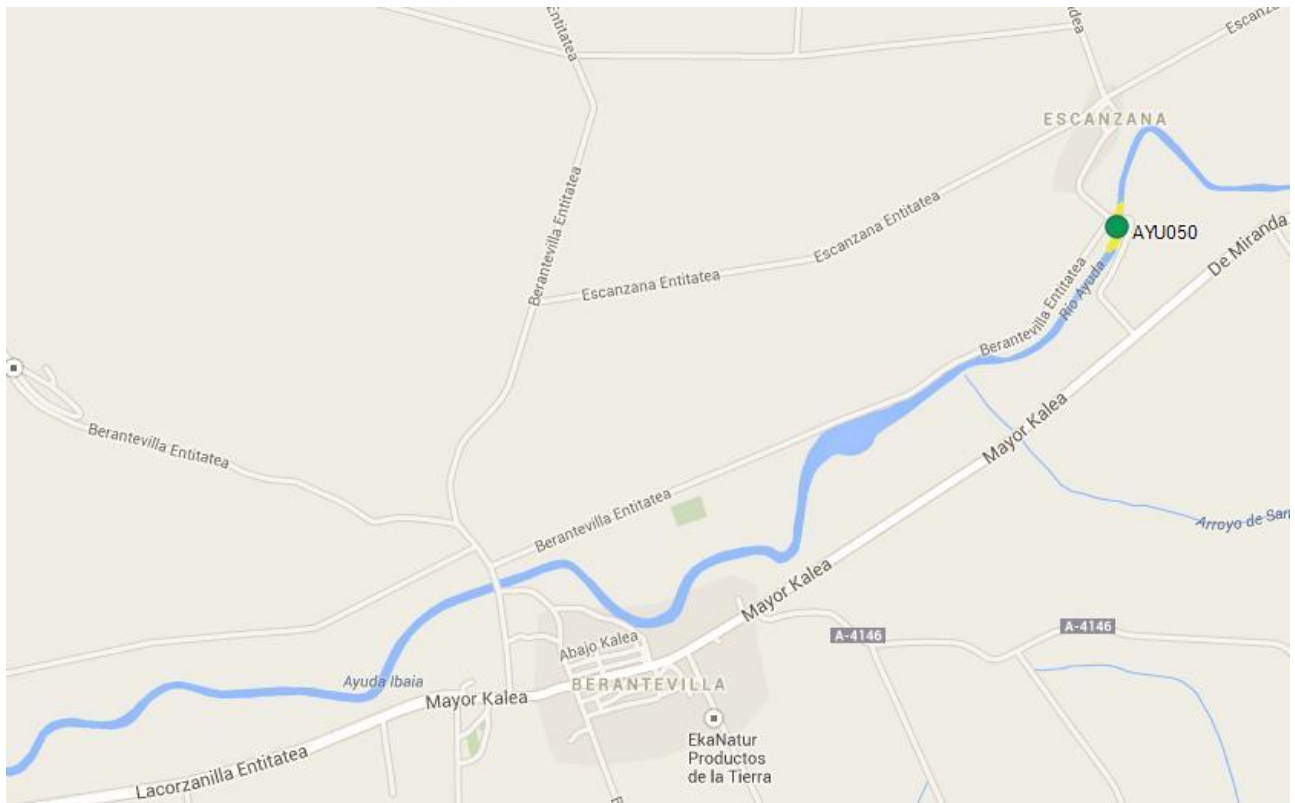 Entitatea
Escanzana
ESCANZANA
Berantevilla Entitatea
Escanzana Entitatea
AYU050
De Miranda
Escanzana Entitatea
Río Ayuda
Berantevilla Entitatea
Mayor Kalea
Berantevilla Entitatea
Berantevilla Entitatea
Arroyo de San
Mayor Kalea
A-4146
A-4146
Abajo Kalea
Ayuda Ibaia
BERANTEVILLA
Mayor Kalea
EkaNatur
Productos
de la Tierra
Lacorzanilla Entitatea